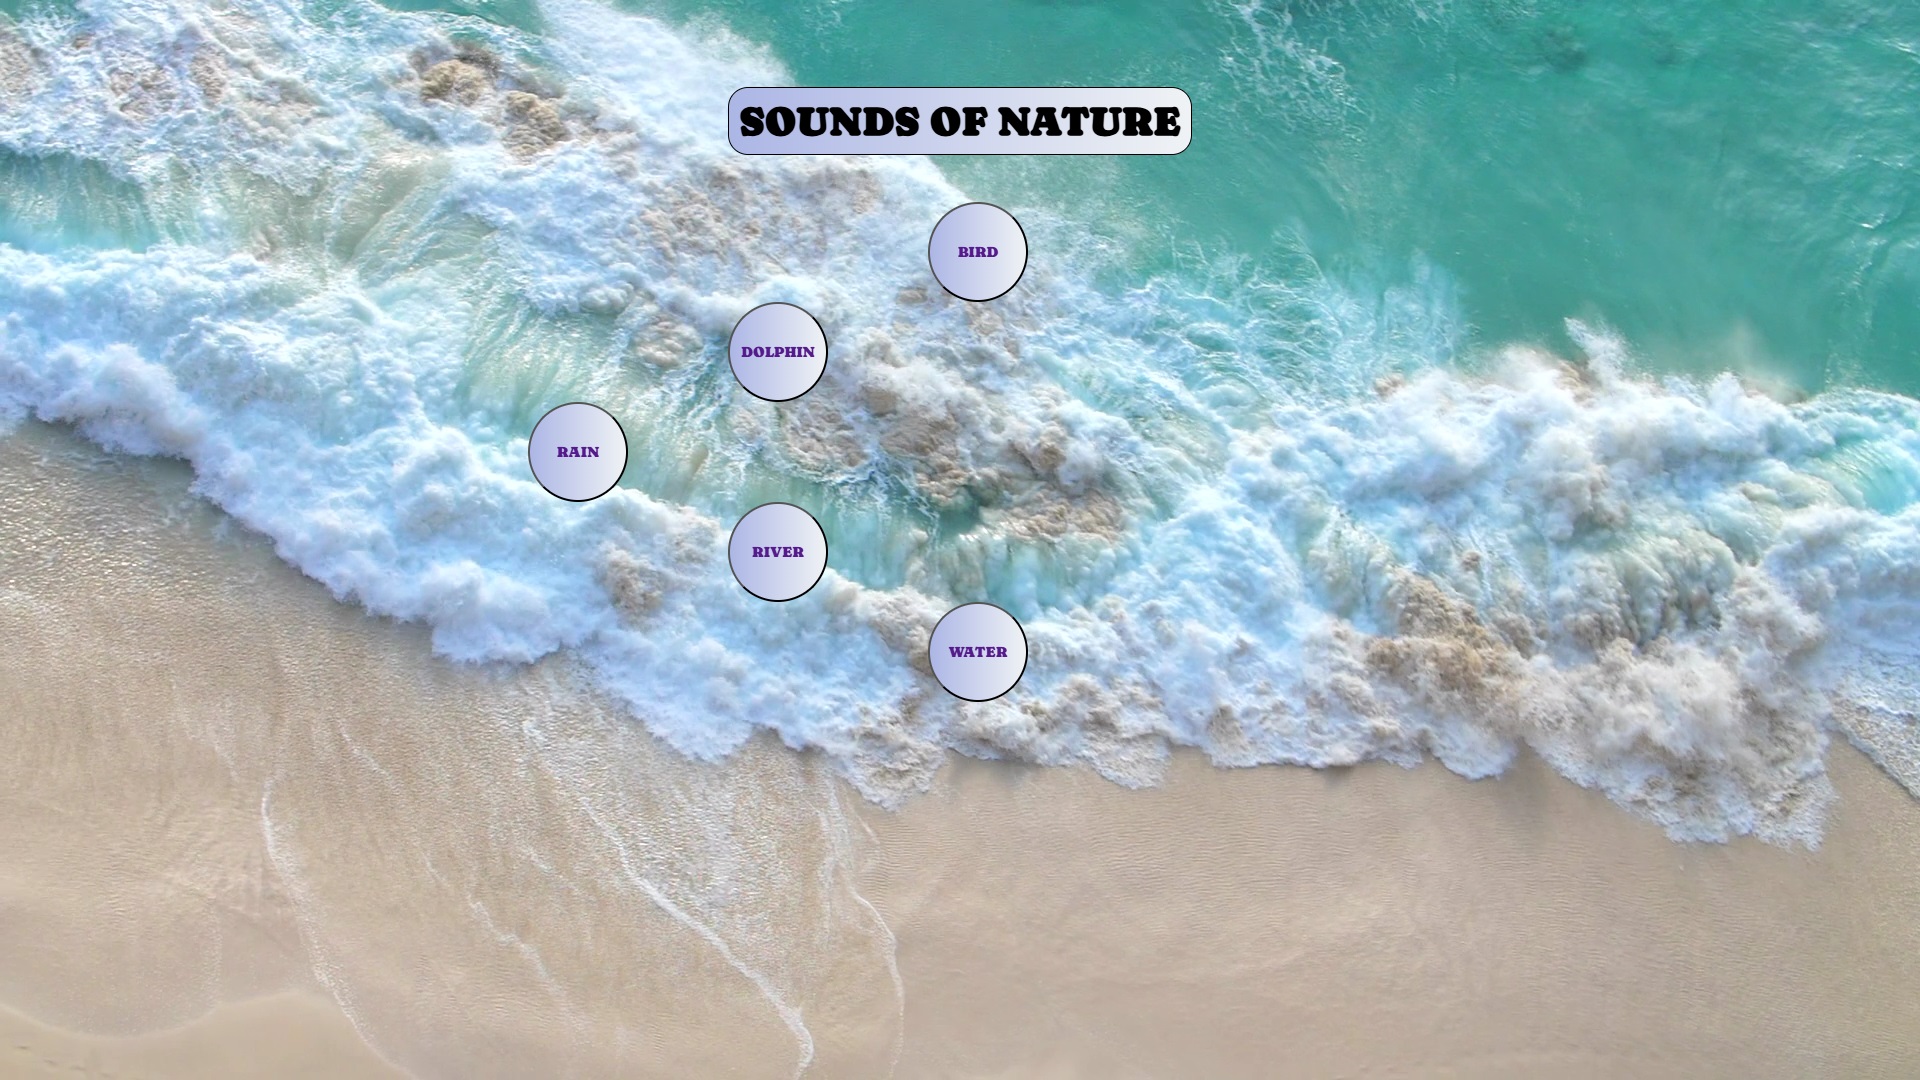 SOUNDS OF NATURE
BIRD
DOLPHIN
RAIN
RIVER
WATER